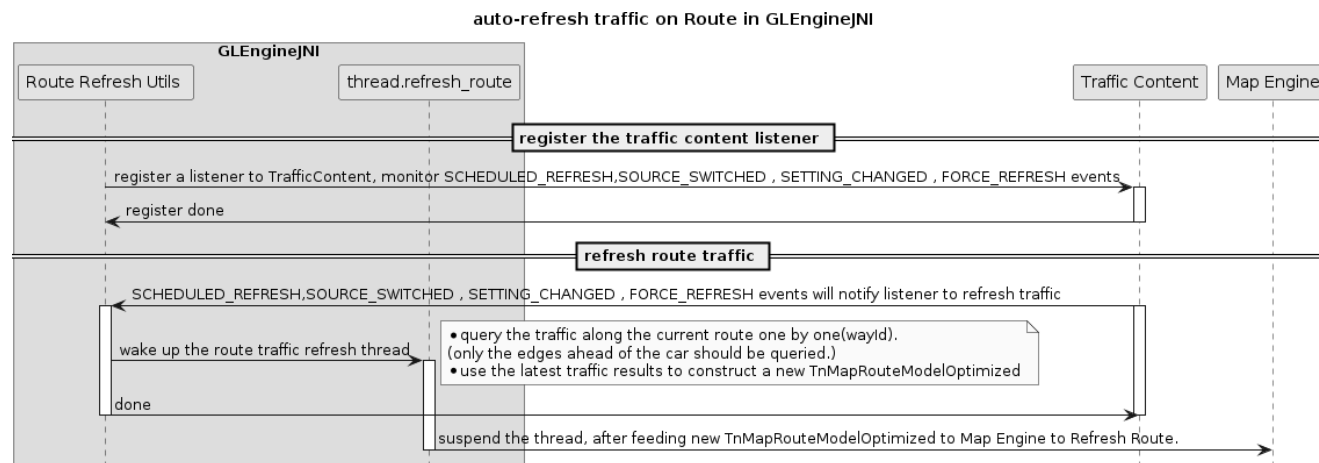 auto-refresh traffic on Route in GLEngineJNI
GLEngineJNI
Route Refresh Utils
thread.refresh_route
Traffic Content
Map Engine
register the traffic content listener
register a listener to TrafficContent, monitor SCHEDULED_REFRESH,SOURCE_SWITCHED , SETTING_CHANGED , FORCE_REFRESH events
register done
refresh route traffic
SCHEDULED_REFRESH,SOURCE_SWITCHED , SETTING_CHANGED , FORCE_REFRESH events will notify listener to refresh traffic
•query the traffic along the current route one by one(wayId).
wake up the route traffic refresh thread
(only the edges ahead of the car should be queried.)
•use the latest traffic results to construct a new TnMapRouteModelOptimized
done
suspend the thread, after feeding new TnMapRouteModelOptimized to Map Engine to Refresh Route.